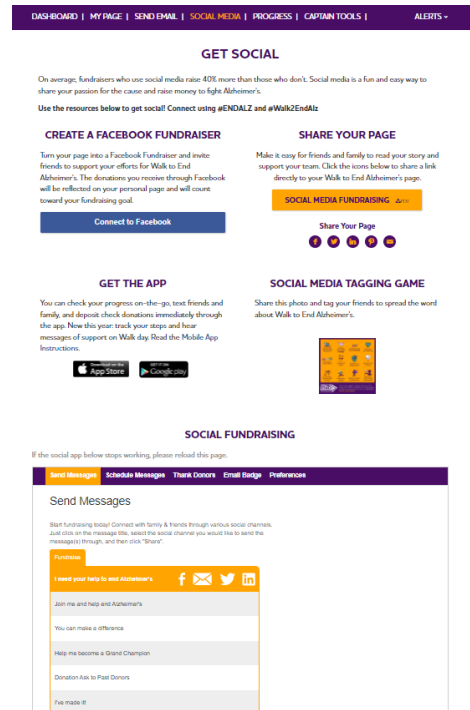 DASHBOARD | MY PAGE | SEND EMAIL | SOCIAL MEDIA | PROGRESS | CAPTAIN TOOLS | ALERTS
GET SOCIAL
On average, fundraisers who use social media raise 40% more than those who don't. Social media is a fun and easy way to
share your passion for the cause and raise money to fight Alzheimer's.
Use the resources below to get social! Connect using #ENDALZ and #Walk2EndAlz
CREATE A FACEBOOK FUNDRAISER
Turn your page into a Facebook Fundraiser and invite
friends to support your efforts for Walk to End
Alzheimer's. The donations you receive through Facebook
will be reflected on your personal page and will count
toward your fundraising goal.
Connect to Facebook
SHARE YOUR PAGE
Make it easy for friends and family to read your story and
support your team. Click the icons below to share a link
directly to your Walk to End Alzheimer's page.
SOCIAL MEDIA FUNDRAISING
Share Your Page
GET THE APP
You can check your progress on-the-go, text friends and
family, and deposit check donations immediately through
the app. New this year: track your steps and hear
messages of support on Walk day. Read the Mobile App
Instructions.
Download on the
App Store
GET IT ON
Google play
SOCIAL MEDIA TAGGING GAME
Share this photo and tag your friends to spread the word
about Walk to End Alzheimer's.
SOCIAL FUNDRAISING
If the social app below stops working, please reload this page.
Send Messages Schedule Messages Thank Donors Email Badge Preferences
Send Messages
Start fundraising today! Connect with family & friends through various social channels.
Just click on the message title, select the social channel you would like to send the
message(s) through, and then click "Share".
Fundraise
I need your help to end Alzheimer's
Join me and help end Alzheimer's
You can make a difference
Help me become a Grand Champion
Donation Ask to Past Donors
I've made it!